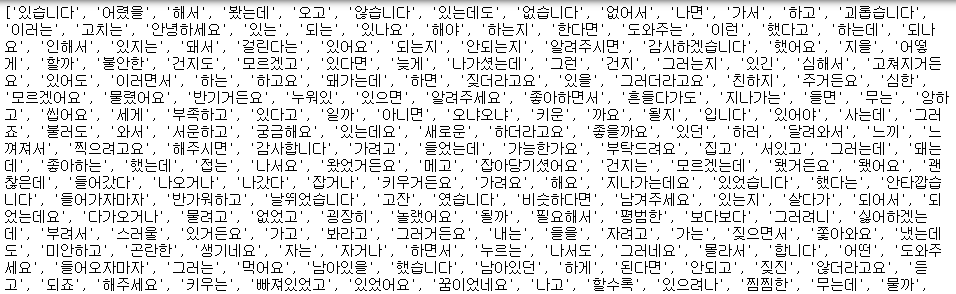 ['있습니다', '어렸을', '해서', '봤는데', '오고', '않습니다', '있는데도', '없습니다', '없어서', '나면', '가서', '하고', '괴롭습니다',
'이러는', '고치는', '안녕하세요', '있는', '되는', '있나요', '해야', '하는지', '한다면', '도와주는', '이런', '했다고', '하는데', '되나
요', '인해서', '있지는', '돼서', '걸린다는', '있어요', '되는지', '안되는지', '알려주시면', '감사하겠습니다', '했어요', '지을', '어떻
게', '할까', '불안한', '건지도', '모르겠고', '있다면', '늦게', '나가셨는데', '그런', '건지', '그러는지', '있긴', '심해서', '고쳐지거든
요', '있어도', '이러면서', '하는', '하고요', '돼가는데', '하면', '짖더라고요', '있을', '그러더라고요', '친하지', '주거든요', '심한',
'모르겠어요', '물렸어요', '반기거든요', '누워있', '있으면', '알려주세요', '좋아하면서', '흔들다가도', '지나가는', '들면', '무는', '앙하
고', '씹어요', '세게', '부족하고', '있다고', '일까', '아니면', '오냐오냐', '키운', '까요', '될지', '입니다', '있어야', '사는데', '그러
죠', '불러도', '와서', '서운하고', '궁금해요', '있는데요', '새로운', '하더라고요', '좋을까요', '있던', '하러', '달려와서', '느끼', '느
껴져서', '찍으려고요', '해주시면', '감사합니다', '가려고', '들었는데', '가능한가요', '부탁드려요', '집고', '서있고', '그러는데', '돼는
데', '좋아하는', '했는데', '접는', '나서요', '왔었거든요', '메고', '잡아당기셨어요', '건지는', '모르겠는데', '됐거든요', '됐어요', '괜
찮은데', '들어갔다', '나오거나', '나갔다', '잡거나', '키우거든요', '가려요', '해요', '지나가는데요', '있었습니다', '했다는', '안타깝습
니다', '들어가자마자', '반가워하고', '날뛰었습니다', '고잔', '였습니다', '비슷하다면', '남겨주세요', '있는지', '살다가', '되어서', '되
었는데요', '다가오거나', '물려고', '없었고', '굉장히', '놀랬어요', '될까', '필요해서', '평범한', '보다보다', '그러려니', '싫어하겠는
데', '부려서', '스러울', '있거든요', '가고', '봐라고', '그러거든요', '내는', '들을', '자려고', '가는', '짖으면서', '쫓아와요', '냈는데
도', '미안하고', '곤란한', '생기네요', '자는', '자거나', '하면서', '누르는', '나서도', '그러네요', '몰라서', '합니다', '어떤', '도와주
세요', '들어오자마자', '그러는', '먹어요', '남아있을', '했습니다', '남아있던', '하게', '된다면', '안되고', '짖진', '않더라고요', '듣
고', '되죠', '해주세요', '키우는', '빠져있었고', '있었어요', '꿈이었네요', '나고', '할수록', '있으려나', '찜찜한', '무는데', '물까',